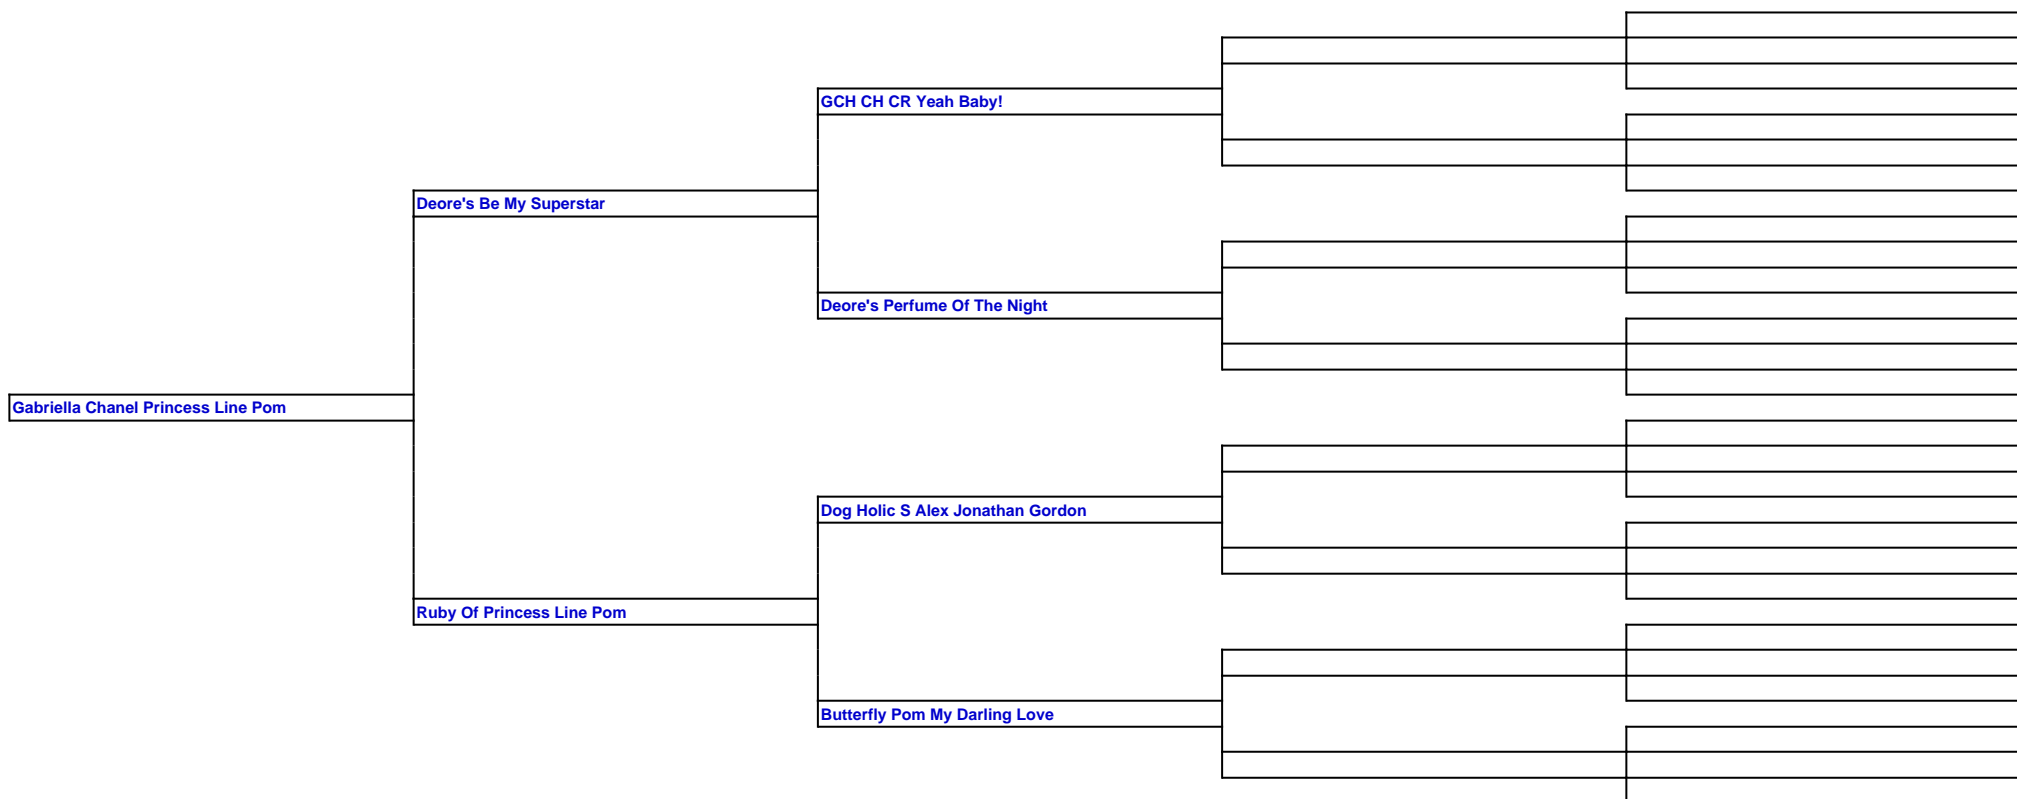 GCH CH CR Yeah Baby!
Deore's Be My Superstar
Deore's Perfume Of The Night
Gabriella Chanel Princess Line Pom
Dog Holic S Alex Jonathan Gordon
Ruby Of Princess Line Pom
Butterfly Pom My Darling Love